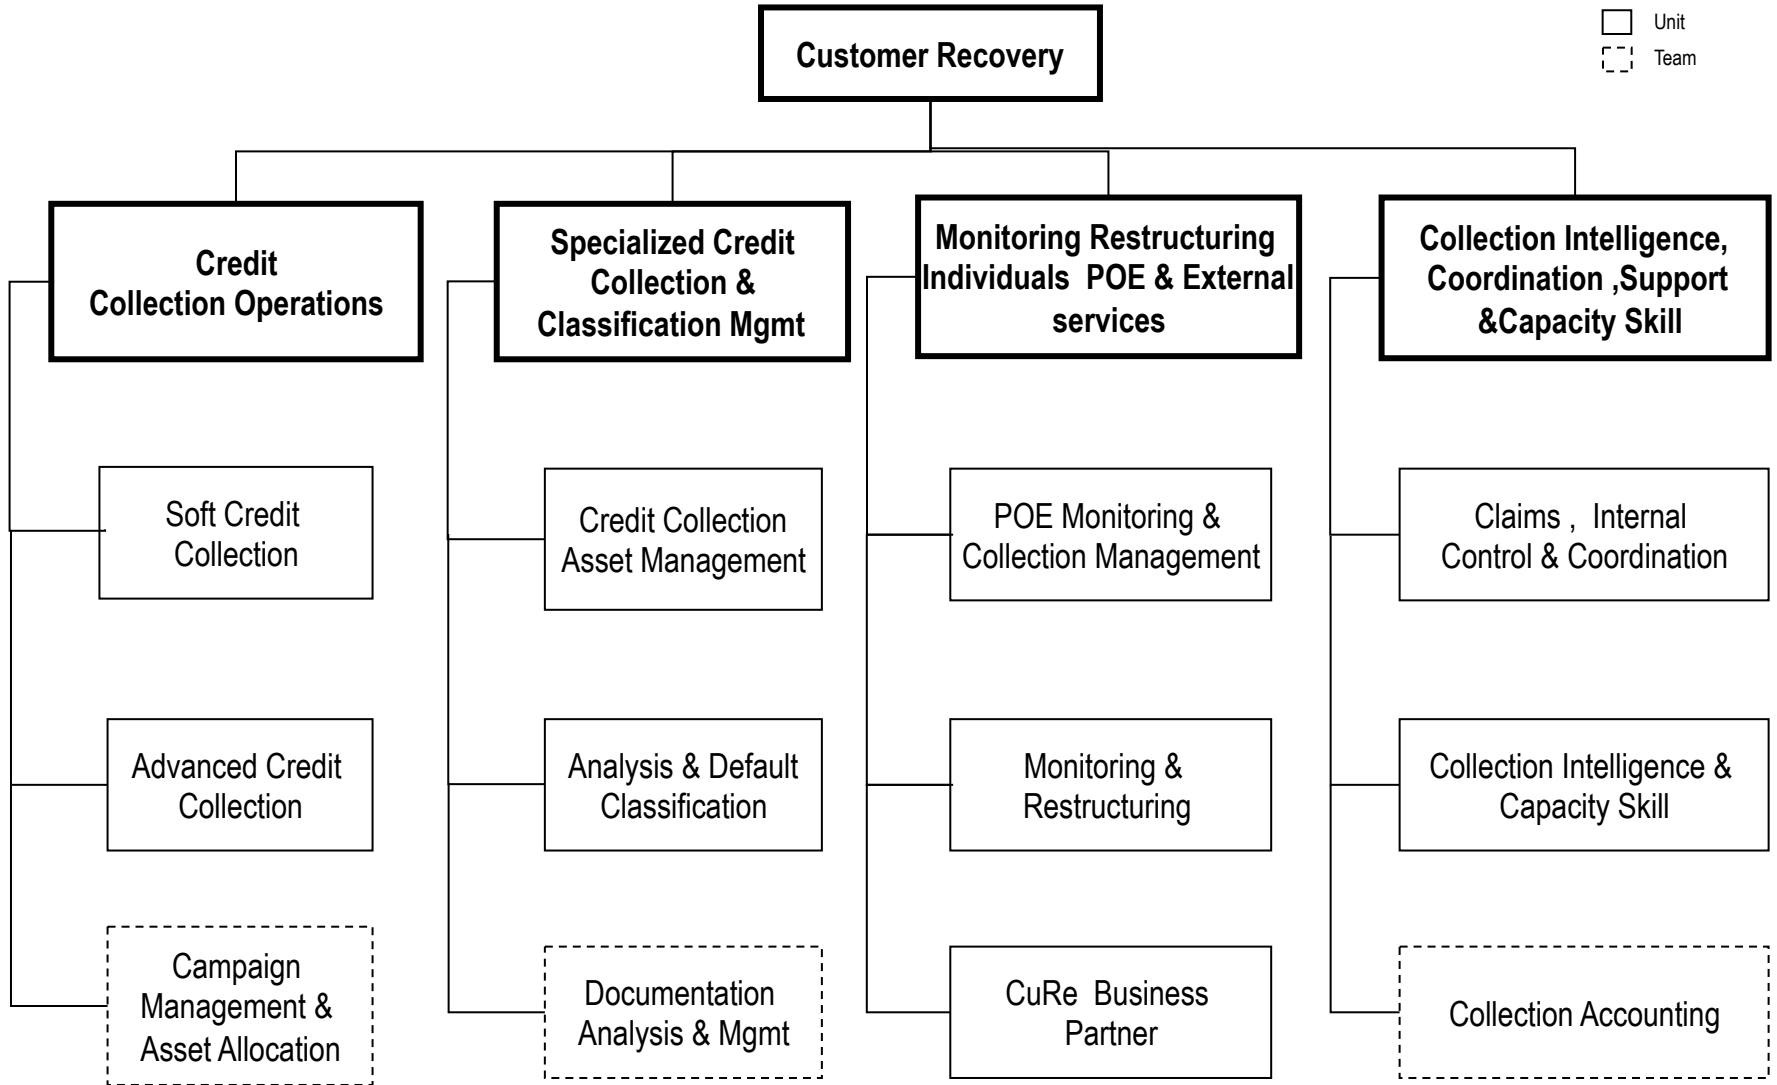 Customer Recovery
Unit
Team
Credit
Collection Operations
Specialized Credit
Collection &
Classification Mgmt
Monitoring Restructuring
Individuals POE & External
services
Collection Intelligence,
Coordination ,Support
&Capacity Skill
Soft Credit
Collection
Credit Collection
Asset Management
POE Monitoring &
Collection Management
Claims , Internal
Control & Coordination
Advanced Credit
Collection
Analysis & Default
Classification
Monitoring &
Restructuring
Collection Intelligence &
Capacity Skill
Campaign
Management &
Asset Allocation
Documentation
Analysis & Mgmt
CuRe Business
Partner
Collection Accounting